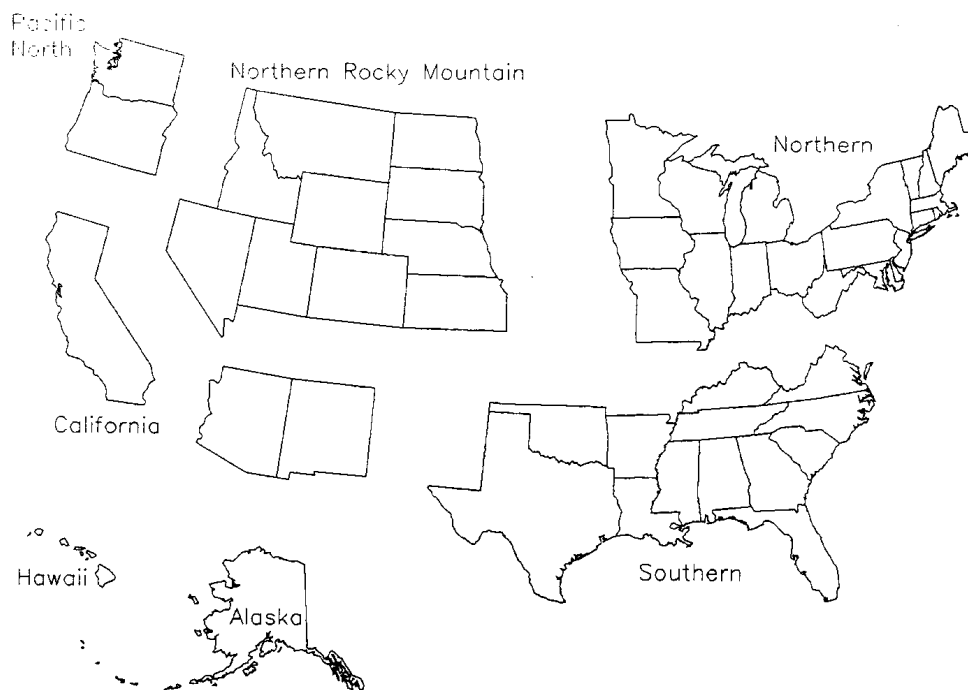 Pacific
North
Northern Rocky Mountain
Northern
California
Southern
Hawaii
Alaska